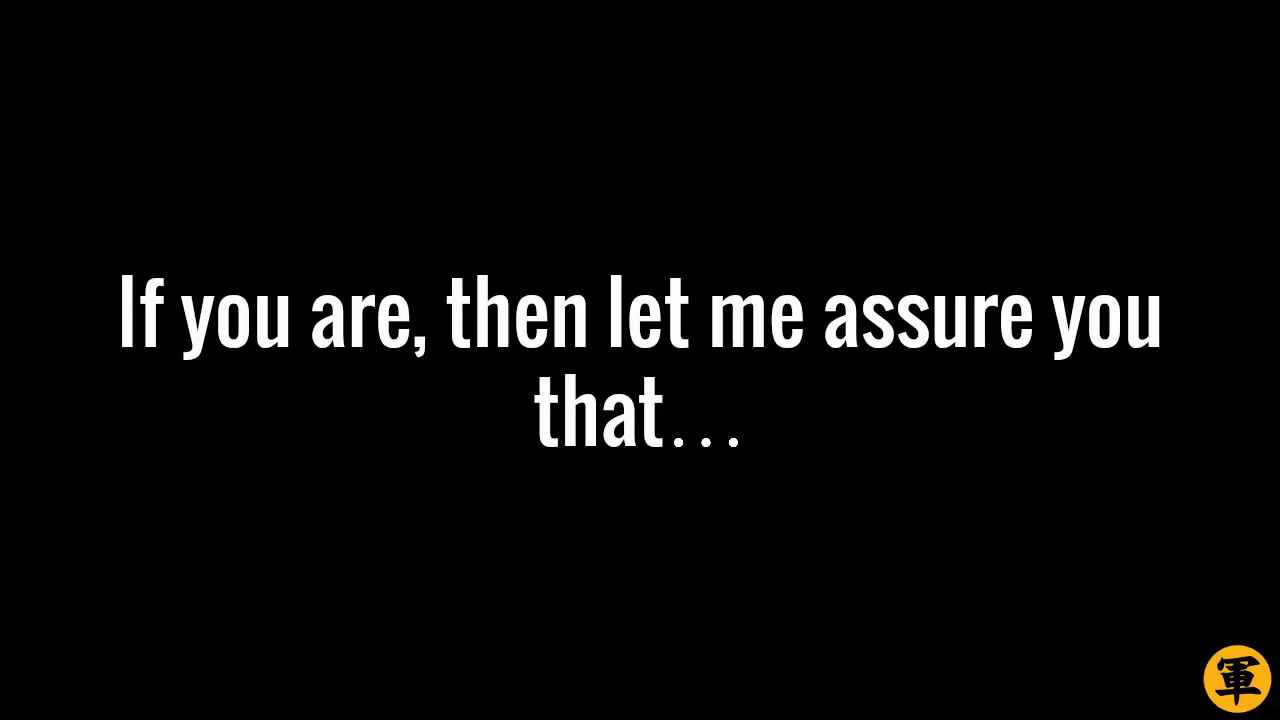 If you are, then let me assure you
that…
軍